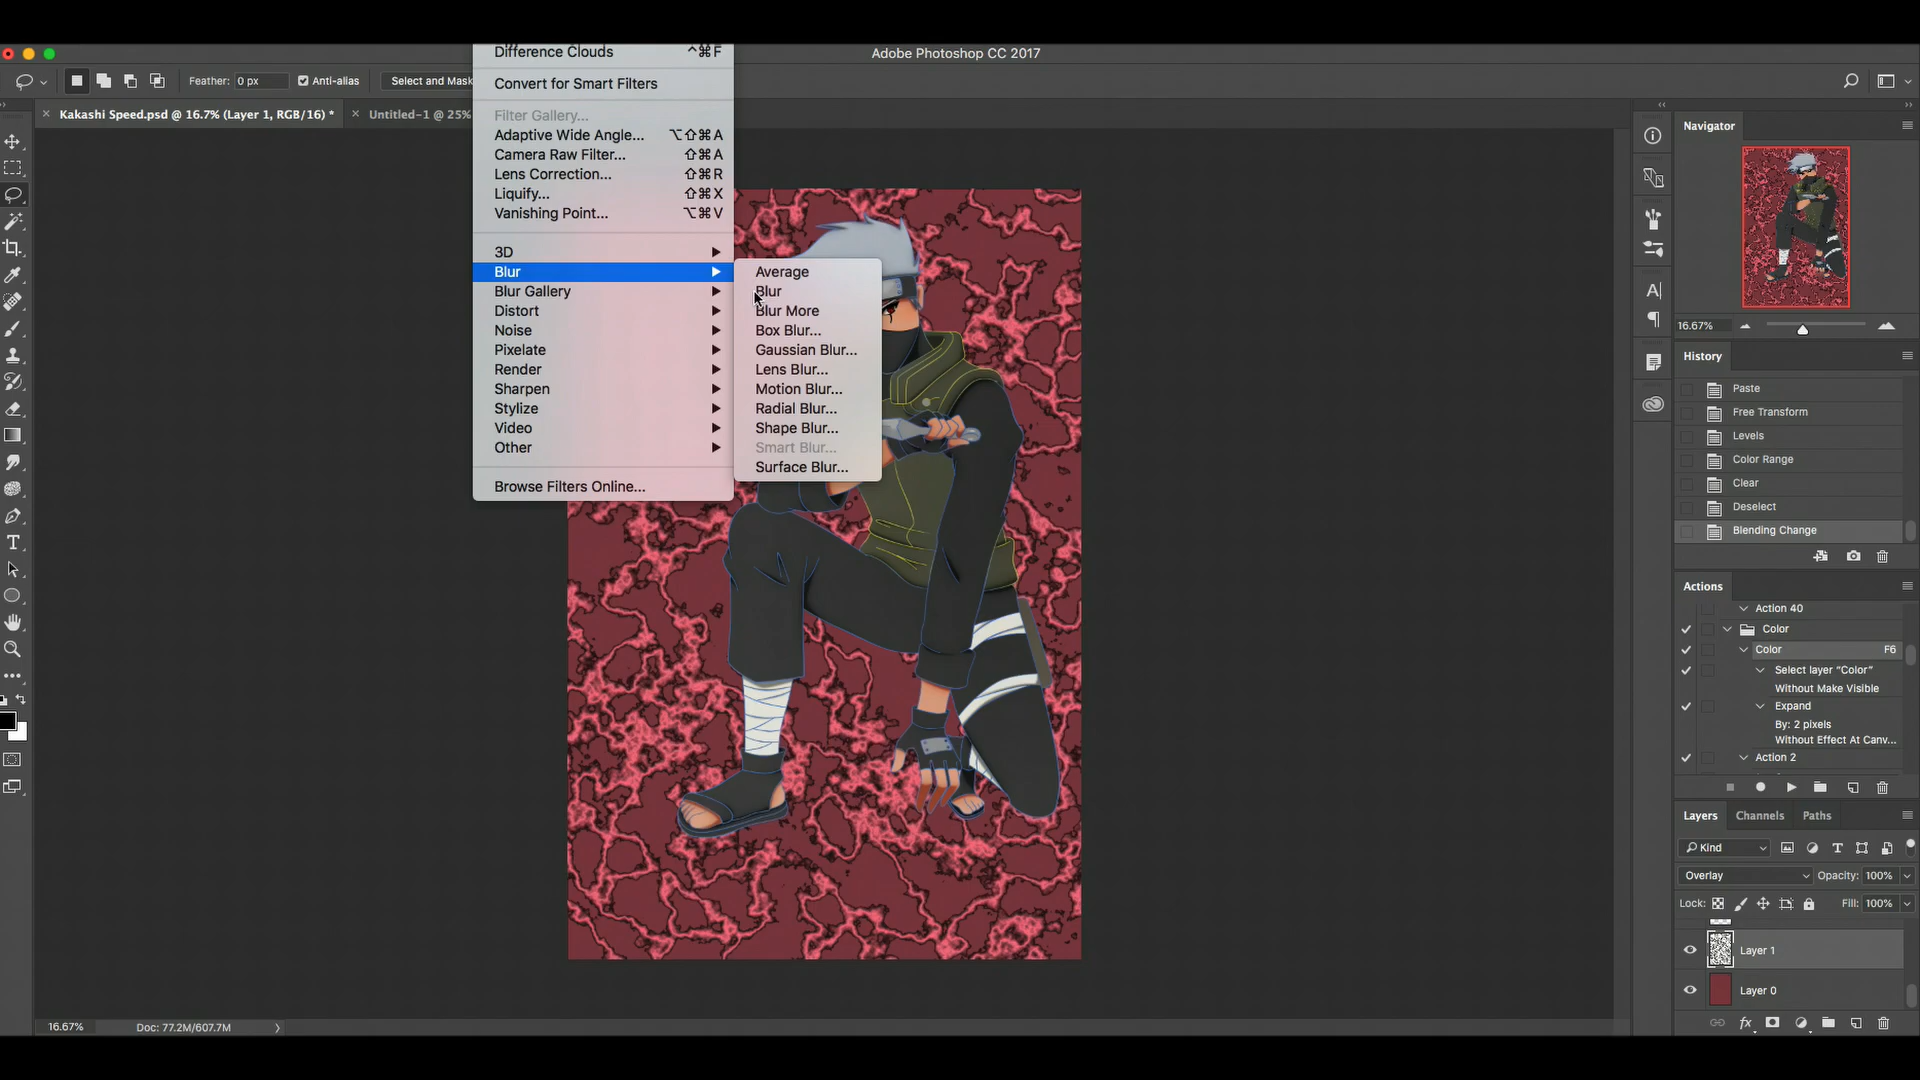 Adobe Photoshop CC 2017
Feather: 0 px
Anti-alias
Select and Mask
Kakashi Speed.psd @ 16.7% (Layer 1, RGB/16) *
Untitled-1 @ 25%
Difference Clouds ^⌘F
Convert for Smart Filters
Filter Gallery...
Adaptive Wide Angle... ⌥⇧⌘A
Camera Raw Filter... ⇧⌘A
Lens Correction... ⇧⌘R
Liquify... ⇧⌘X
Vanishing Point... ⌥⌘V
3D
Blur
Blur Gallery
Distort
Noise
Pixelate
Render
Sharpen
Stylize
Video
Other
Browse Filters Online...
Average
Blur
Blur More
Box Blur...
Gaussian Blur...
Lens Blur...
Motion Blur...
Radial Blur...
Shape Blur...
Smart Blur...
Surface Blur...
Navigator
16.67%
History
Paste
Free Transform
Levels
Color Range
Clear
Deselect
Blending Change
Actions
Action 40
Color
Color F6
Select layer “Color”
Without Make Visible
Expand
By: 2 pixels
Without Effect At Canv...
Action 2
Layers Channels Paths
Kind
Overlay Opacity: 100%
Lock: Fill: 100%
Layer 1
Layer 0
16.67% Doc: 77.2M/607.7M